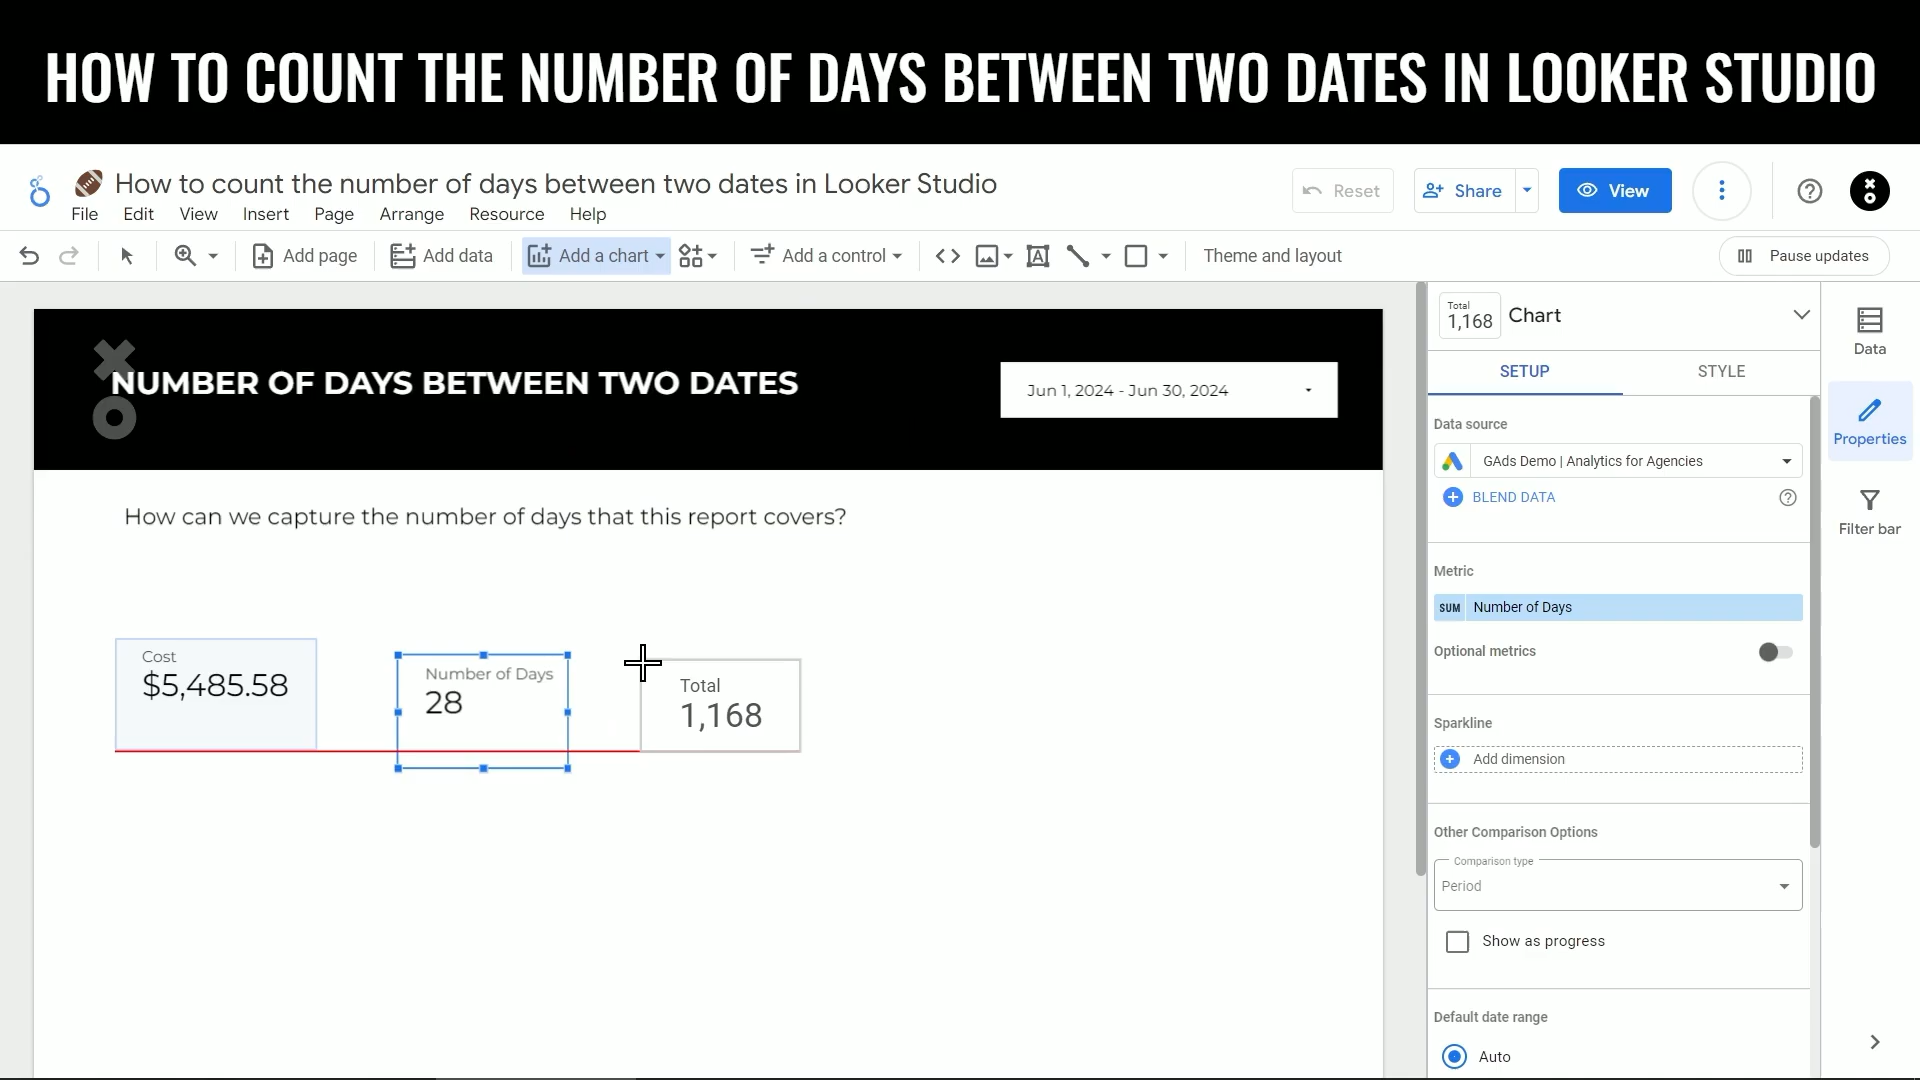 HOW TO COUNT THE NUMBER OF DAYS BETWEEN TWO DATES IN LOOKER STUDIO
How to count the number of days between two dates in Looker Studio
File Edit View Insert Page Arrange Resource Help
Reset
Share
View
Add page
Add data
Add a chart
Add a control
Theme and layout
Pause updates
NUMBER OF DAYS BETWEEN TWO DATES
Jun 1, 2024 - Jun 30, 2024
How can we capture the number of days that this report covers?
Cost
$5,485.58
Number of Days
28
Total
1,168
Total
1,168
Chart
SETUP
STYLE
Data source
GAds Demo | Analytics for Agencies
BLEND DATA
Metric
SUM Number of Days
Optional metrics
Sparkline
Add dimension
Other Comparison Options
Comparison type
Period
Show as progress
Default date range
Auto
Data
Properties
Filter bar